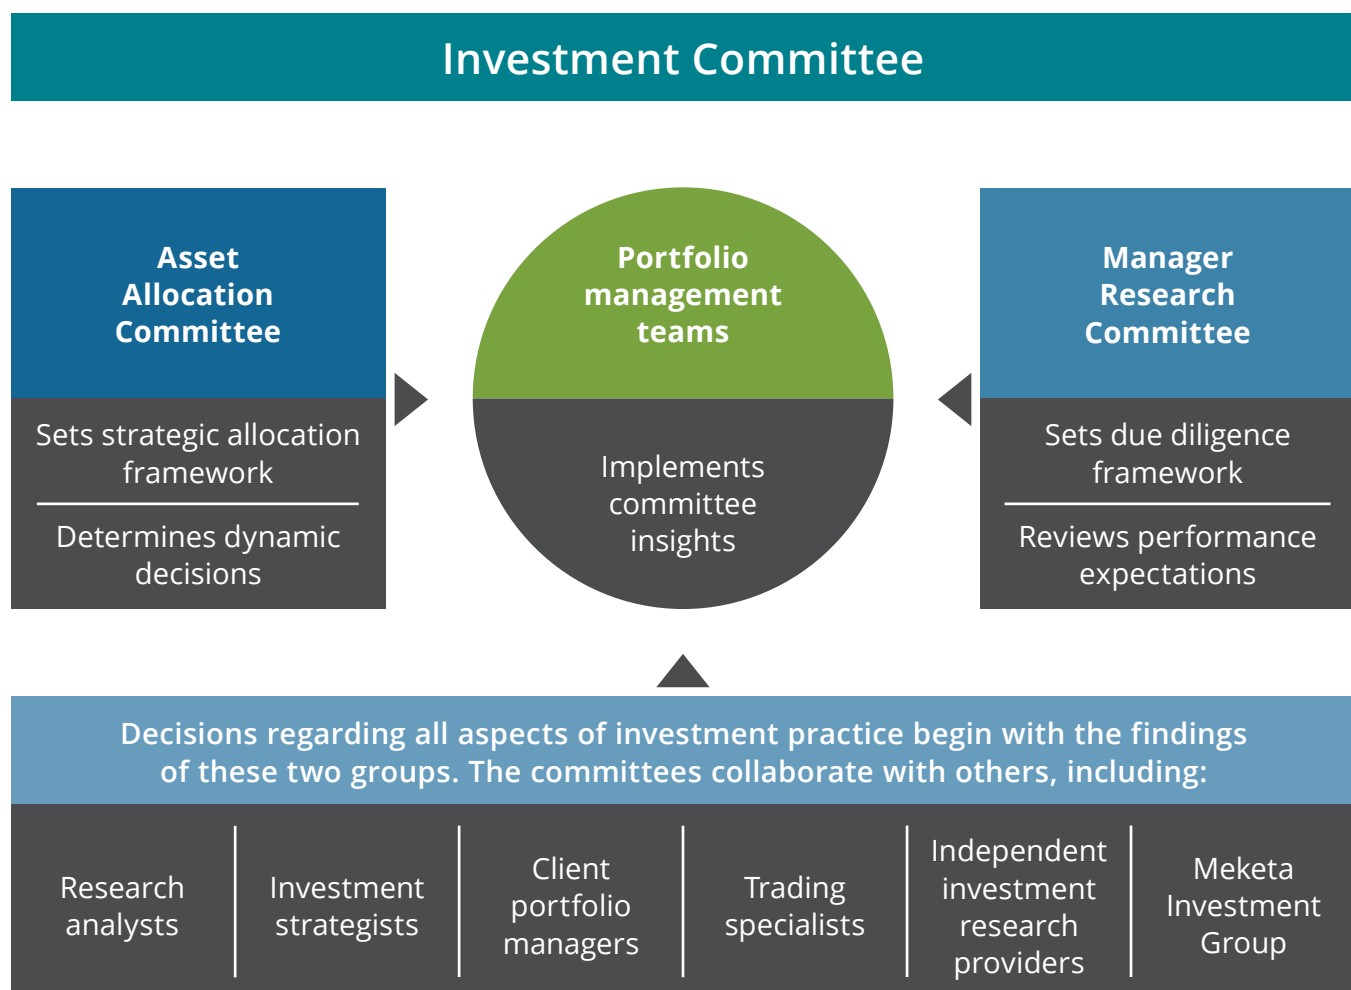 Investment Committee
Asset
Allocation
Committee
Sets strategic allocation
framework
Determines dynamic
decisions
Portfolio
management
teams
Implements
committee
insights
Manager
Research
Committee
Sets due diligence
framework
Reviews performance
expectations
Decisions regarding all aspects of investment practice begin with the findings
of these two groups. The committees collaborate with others, including:
Research
analysts
Investment
strategists
Client
portfolio
managers
Trading
specialists
Independent
investment
research
providers
Meketa
Investment
Group